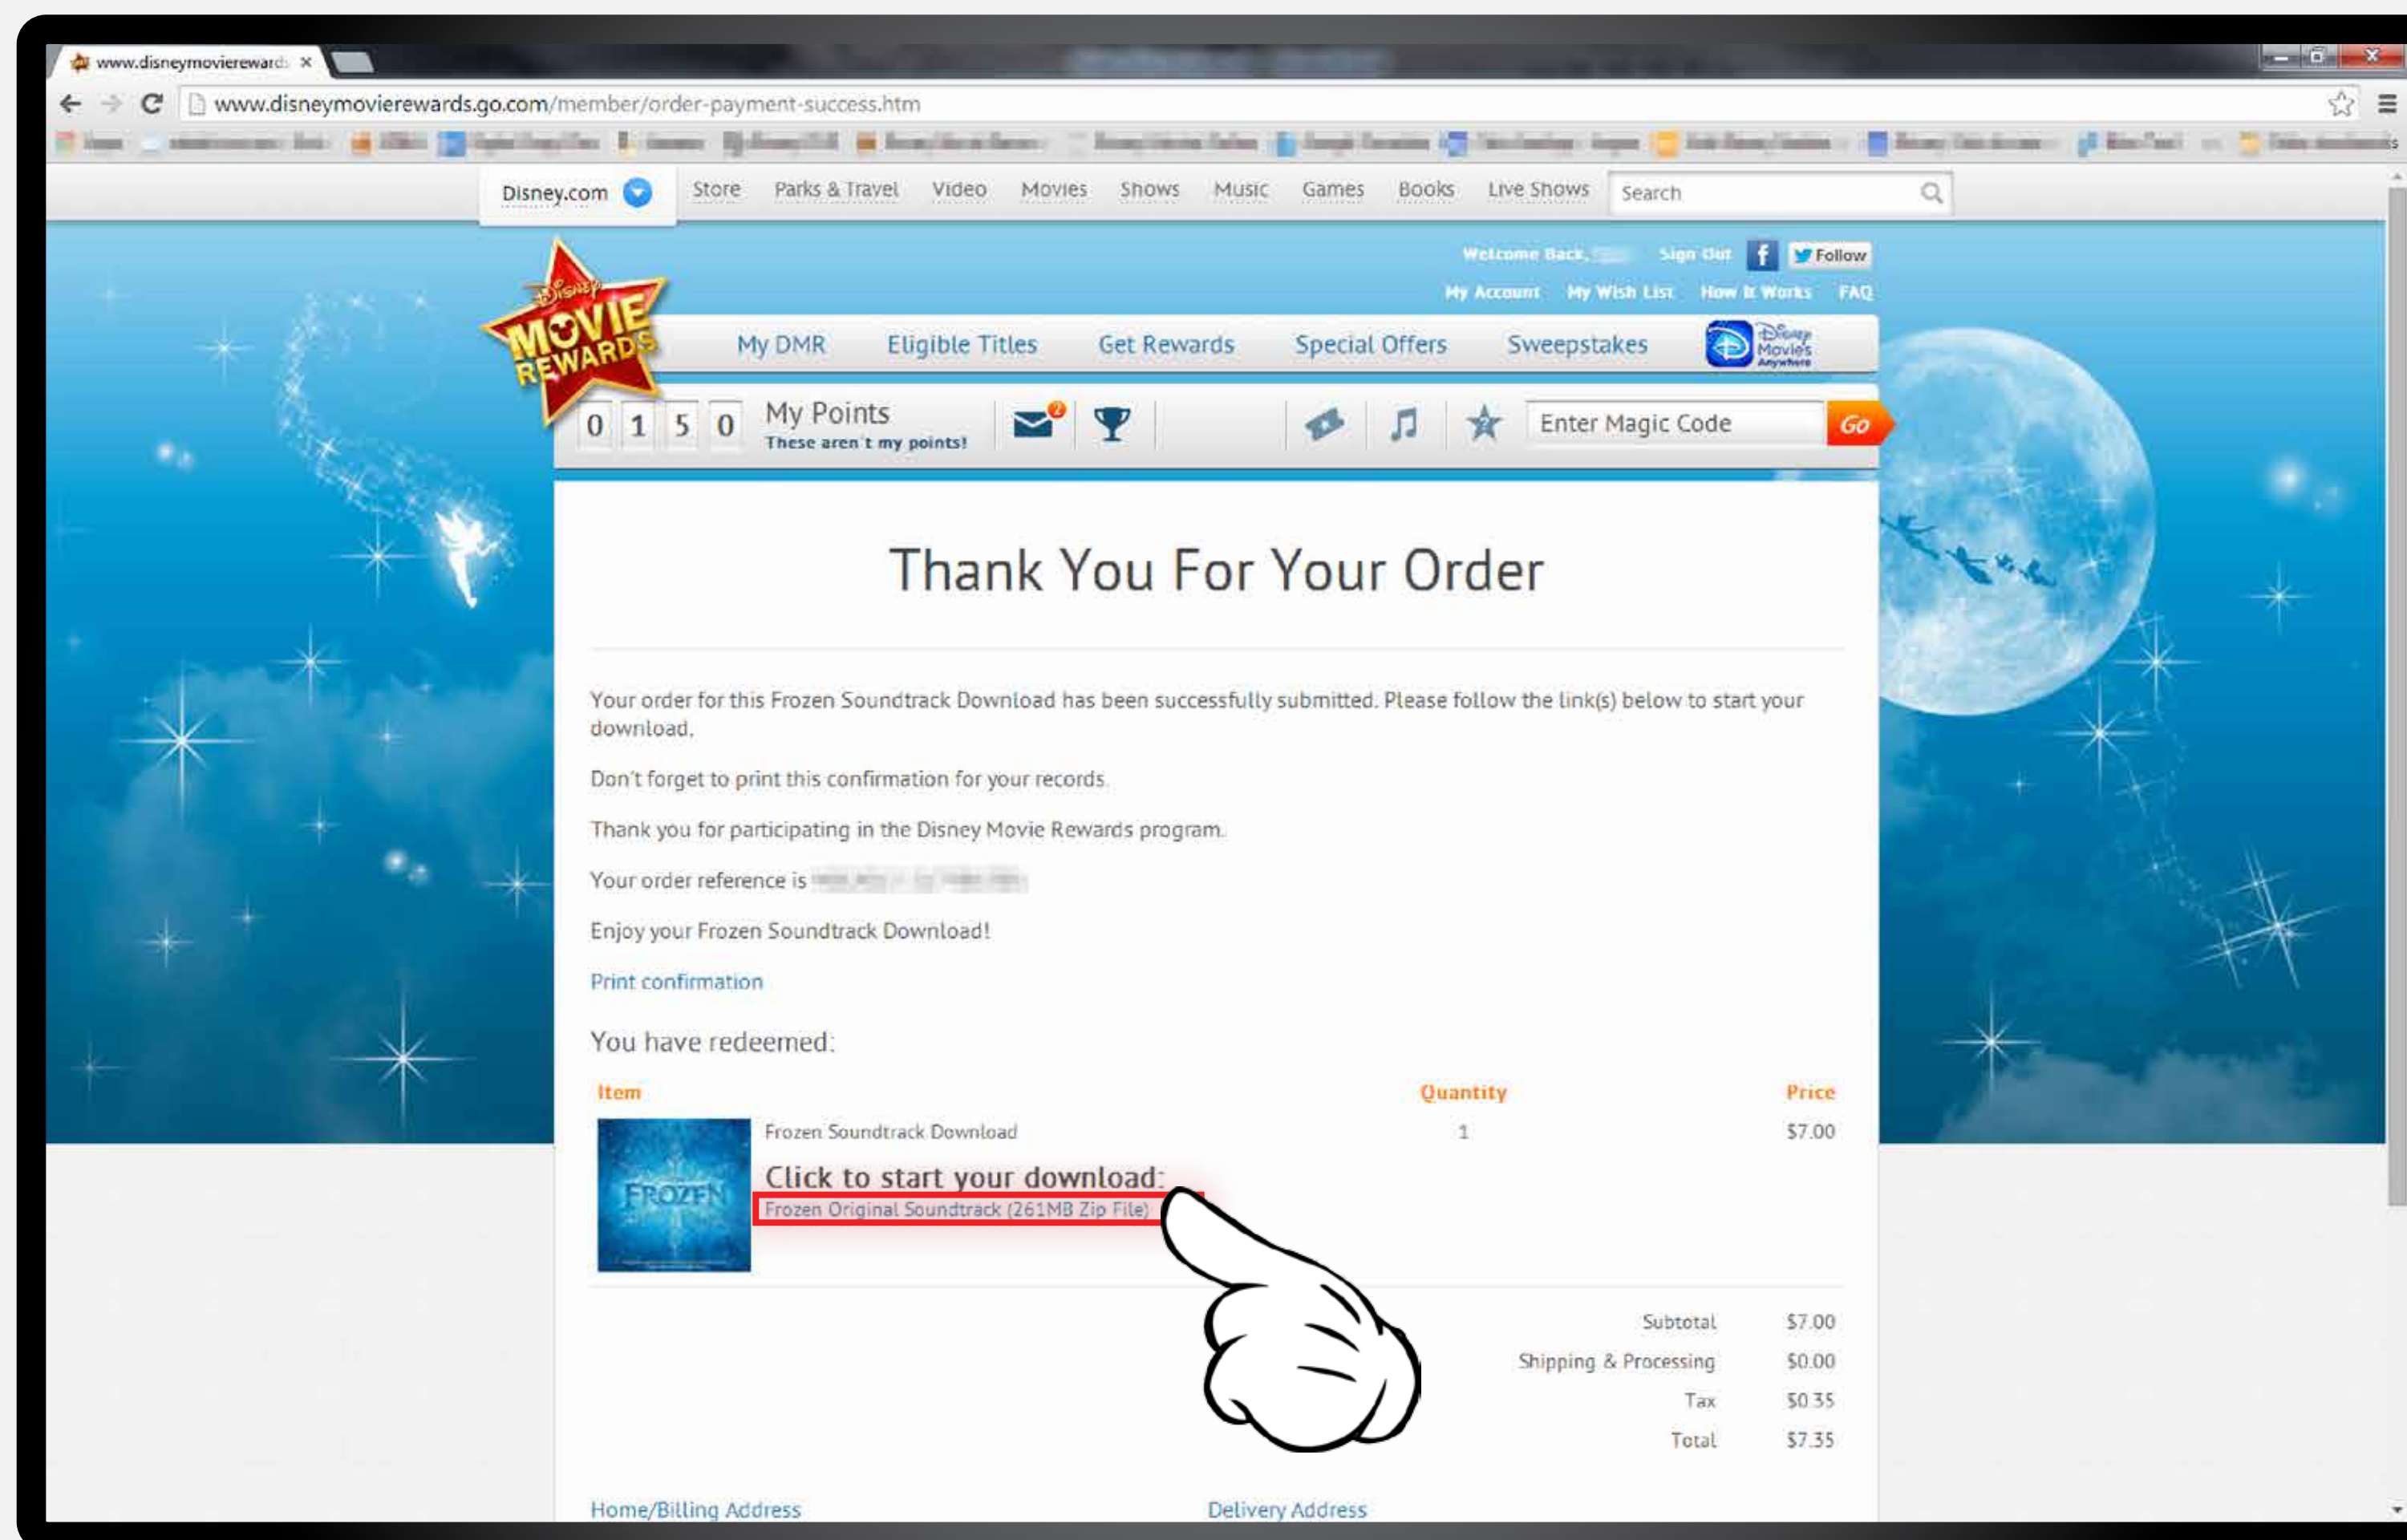 www.disneymovierewards
www.disneymovierewards.go.com/member/order-payment-success.htm
Disney.com Store Parks & Travel Video Movies Shows Music Games Books Live Shows Search
Welcome Back, Sign Out f Follow
My Account My Wish List How It Works FAQ
Disney
MOVIE
REWARDS
My DMR Eligible Titles Get Rewards Special Offers Sweepstakes Disney Movies Anywhere
0 1 5 0 My Points 2 Enter Magic Code Go
These aren't my points!
Thank You For Your Order
Your order for this Frozen Soundtrack Download has been successfully submitted. Please follow the link(s) below to start your
download.
Don't forget to print this confirmation for your records.
Thank you for participating in the Disney Movie Rewards program.
Your order reference is
Enjoy your Frozen Soundtrack Download!
Print confirmation
You have redeemed:
Item Quantity Price
Frozen Soundtrack Download 1 $7.00
Click to start your download:
FROZEN
Frozen Original Soundtrack (261MB Zip File)
Subtotal $7.00
Shipping & Processing $0.00
Tax $0.35
Total $7.35
Home/Billing Address Delivery Address